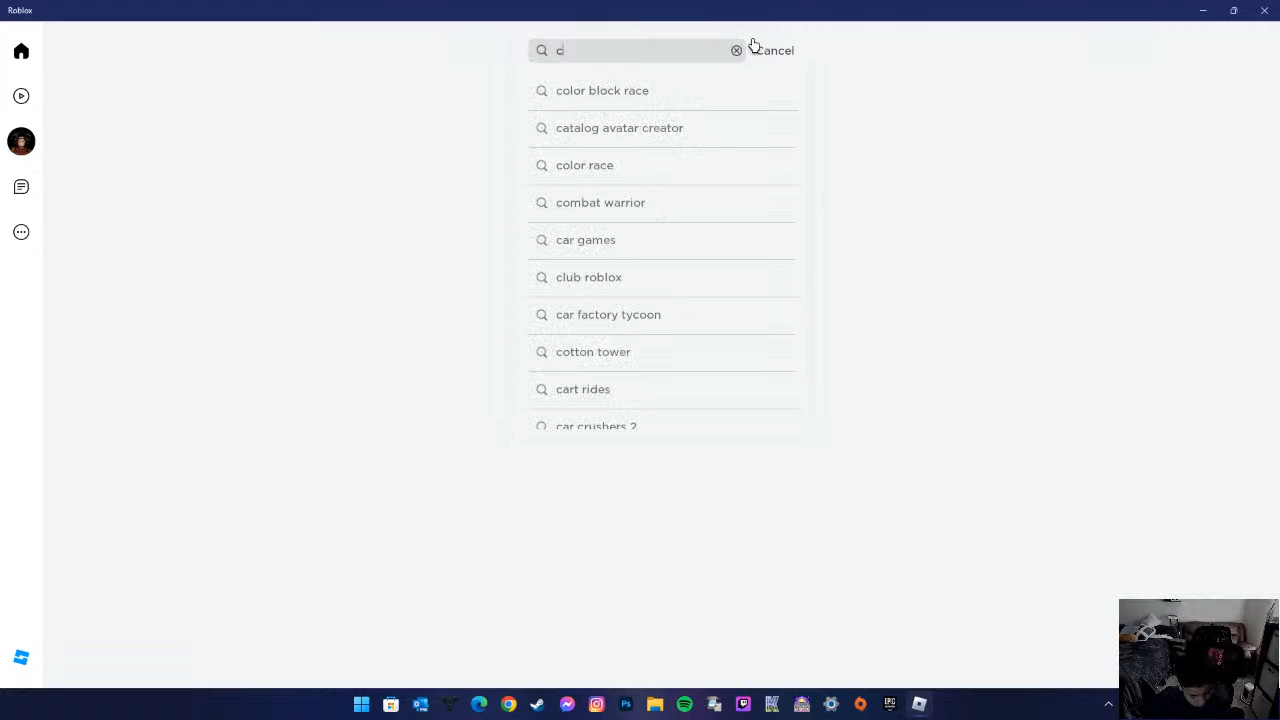 Roblox
c
Cancel
color block race
catalog avatar creator
color race
combat warrior
car games
club roblox
car factory tycoon
cotton tower
cart rides
car crushers 2
EPIC